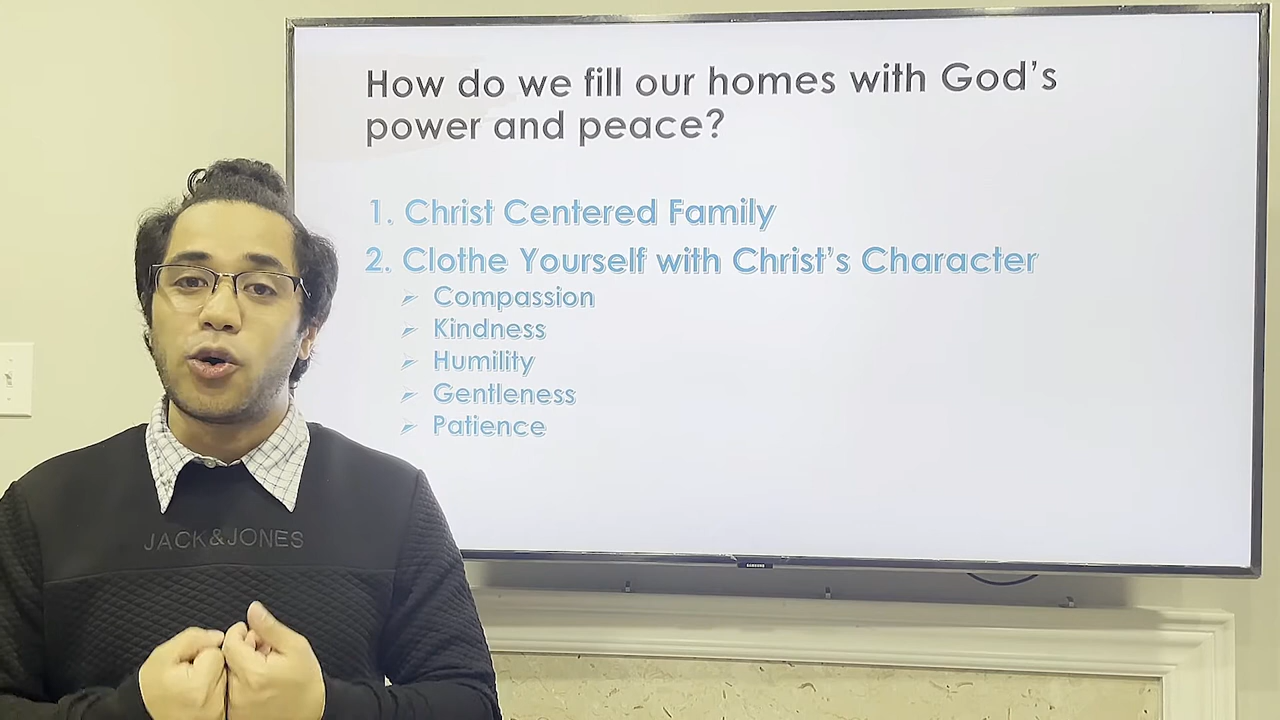 How do we fill our homes with God's
power and peace?
1. Christ Centered Family
2. Clothe Yourself with Christ's Character
Compassion
Kindness
Humility
Gentleness
Patience
JACK&JONES
SAMSUNG